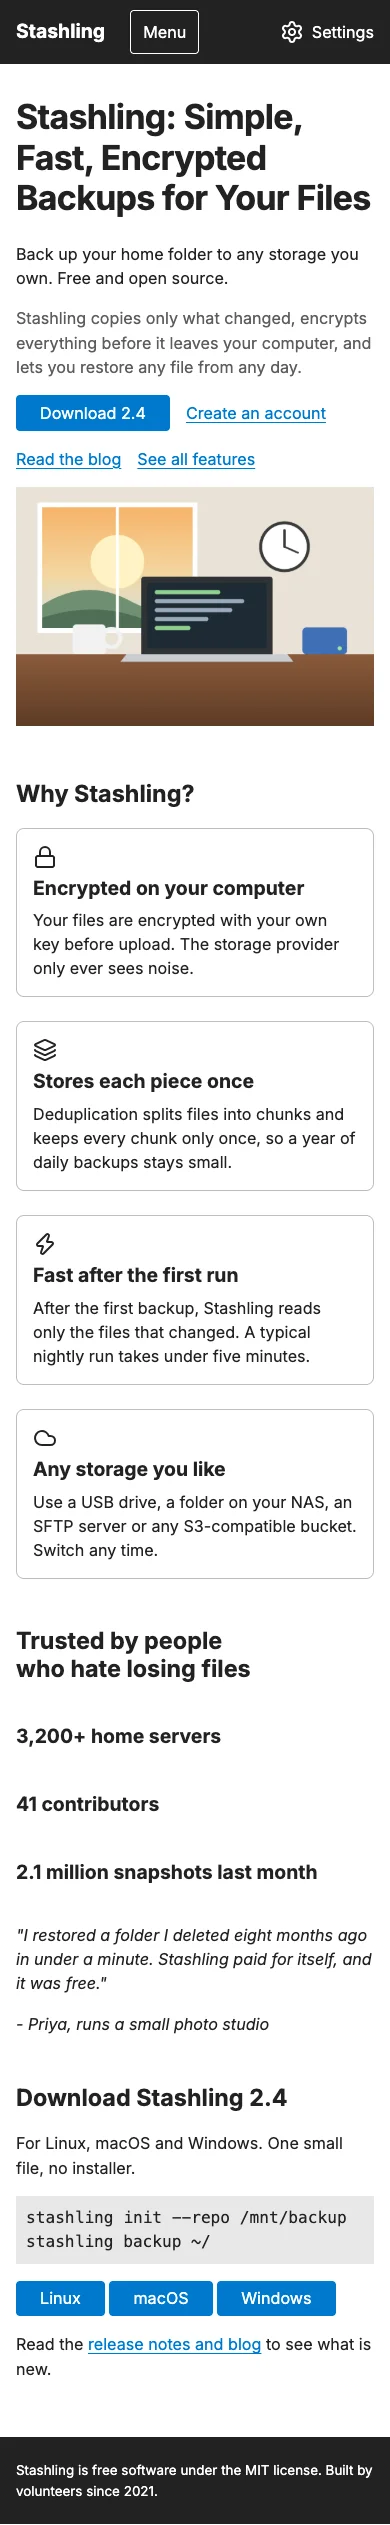 Stashling
Menu
Settings
Stashling: Simple,
Fast, Encrypted
Backups for Your Files
Back up your home folder to any storage you
own. Free and open source.
Stashling copies only what changed, encrypts
everything before it leaves your computer, and
lets you restore any file from any day.
Download 2.4
Create an account
Read the blog
See all features
Why Stashling?
Encrypted on your computer
Your files are encrypted with your own
key before upload. The storage provider
only ever sees noise.
Stores each piece once
Deduplication splits files into chunks and
keeps every chunk only once, so a year of
daily backups stays small.
Fast after the first run
After the first backup, Stashling reads
only the files that changed. A typical
nightly run takes under five minutes.
Any storage you like
Use a USB drive, a folder on your NAS, an
SFTP server or any S3-compatible bucket.
Switch any time.
Trusted by people
who hate losing files
3,200+ home servers
41 contributors
2.1 million snapshots last month
"I restored a folder I deleted eight months ago
in under a minute. Stashling paid for itself, and
it was free."
- Priya, runs a small photo studio
Download Stashling 2.4
For Linux, macOS and Windows. One small
file, no installer.
stashling init --repo /mnt/backup
stashling backup ~/
Linux
macOS
Windows
Read the release notes and blog to see what is
new.
Stashling is free software under the MIT license. Built by
volunteers since 2021.